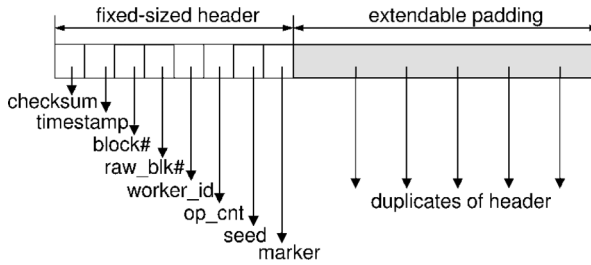 fixed-sized header
extendable padding
checksum
timestamp
block#
raw_blk#
worker_id
op_cnt
seed
marker
duplicates of header